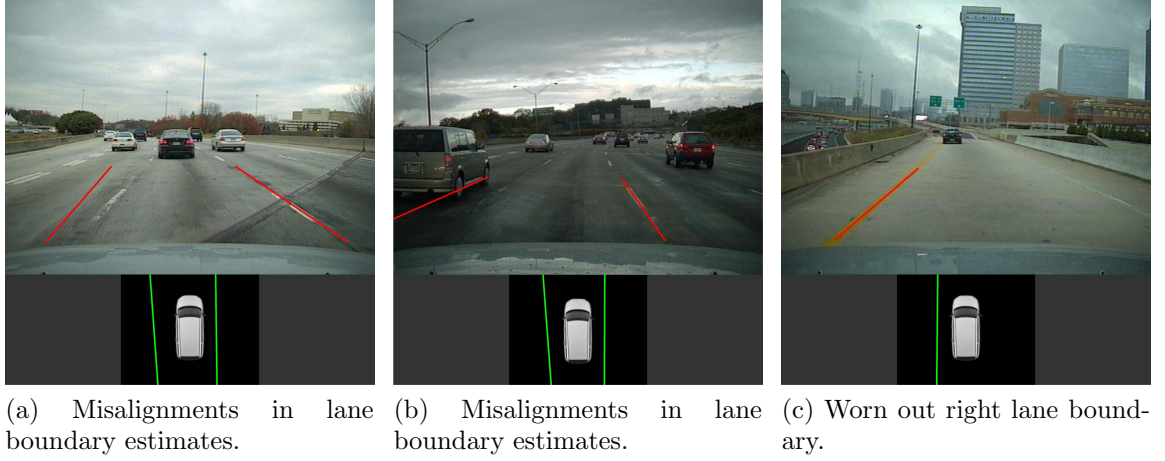 (a) Misalignments in lane
boundary estimates.
(b) Misalignments in lane
boundary estimates.
(c) Worn out right lane bound-
ary.